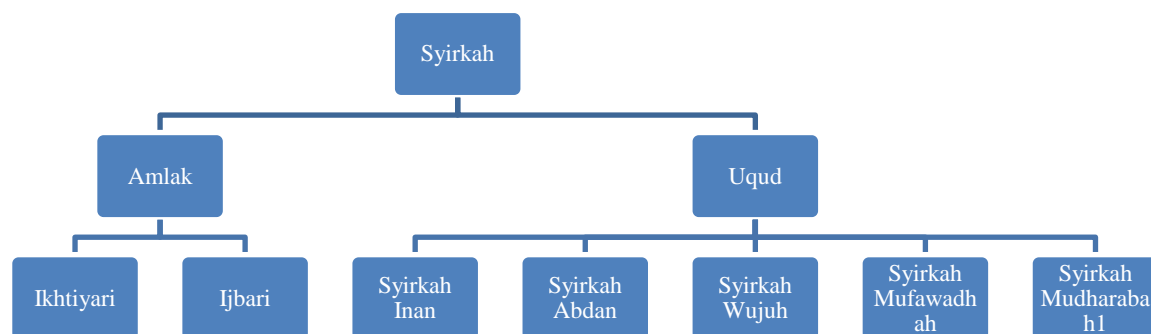 Syirkah
Amlak
Uqud
Ikhtiyari
Ijbari
Syirkah
Inan
Syirkah
Abdan
Syirkah
Wujuh
Syirkah
Mufawadh
ah
Syirkah
Mudharaba
h1